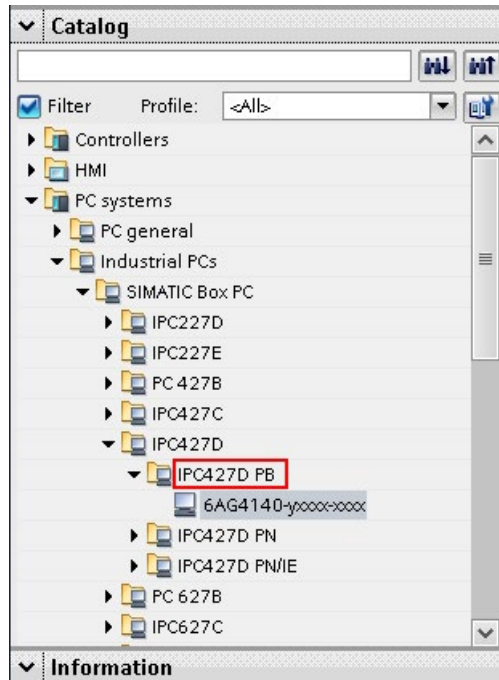 Catalog
Filter Profile: <All>
Controllers
HMI
PC systems
PC general
Industrial PCs
SIMATIC Box PC
IPC227D
IPC227E
PC 427B
IPC427C
IPC427D
IPC427D PB
6AG4140-yxxxx-xxxx
IPC427D PN
IPC427D PN/IE
PC 627B
IPC627C
Information